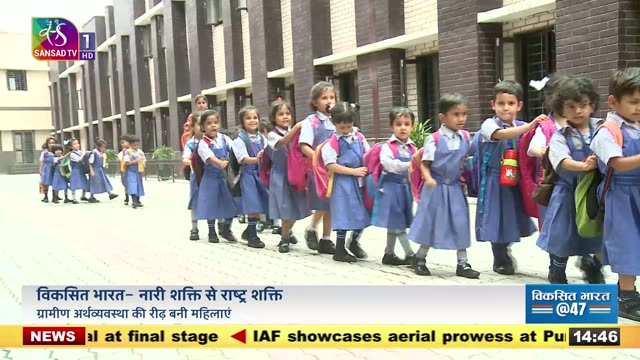 SANSAD TV
1
HD
विकसित भारत- नारी शक्ति से राष्ट्र शक्ति
ग्रामीण अर्थव्यवस्था की रीढ़ बनी महिलाएं
विकसित भारत
@47
NEWS al at final stage ◄ IAF showcases aerial prowess at Pu 14:46